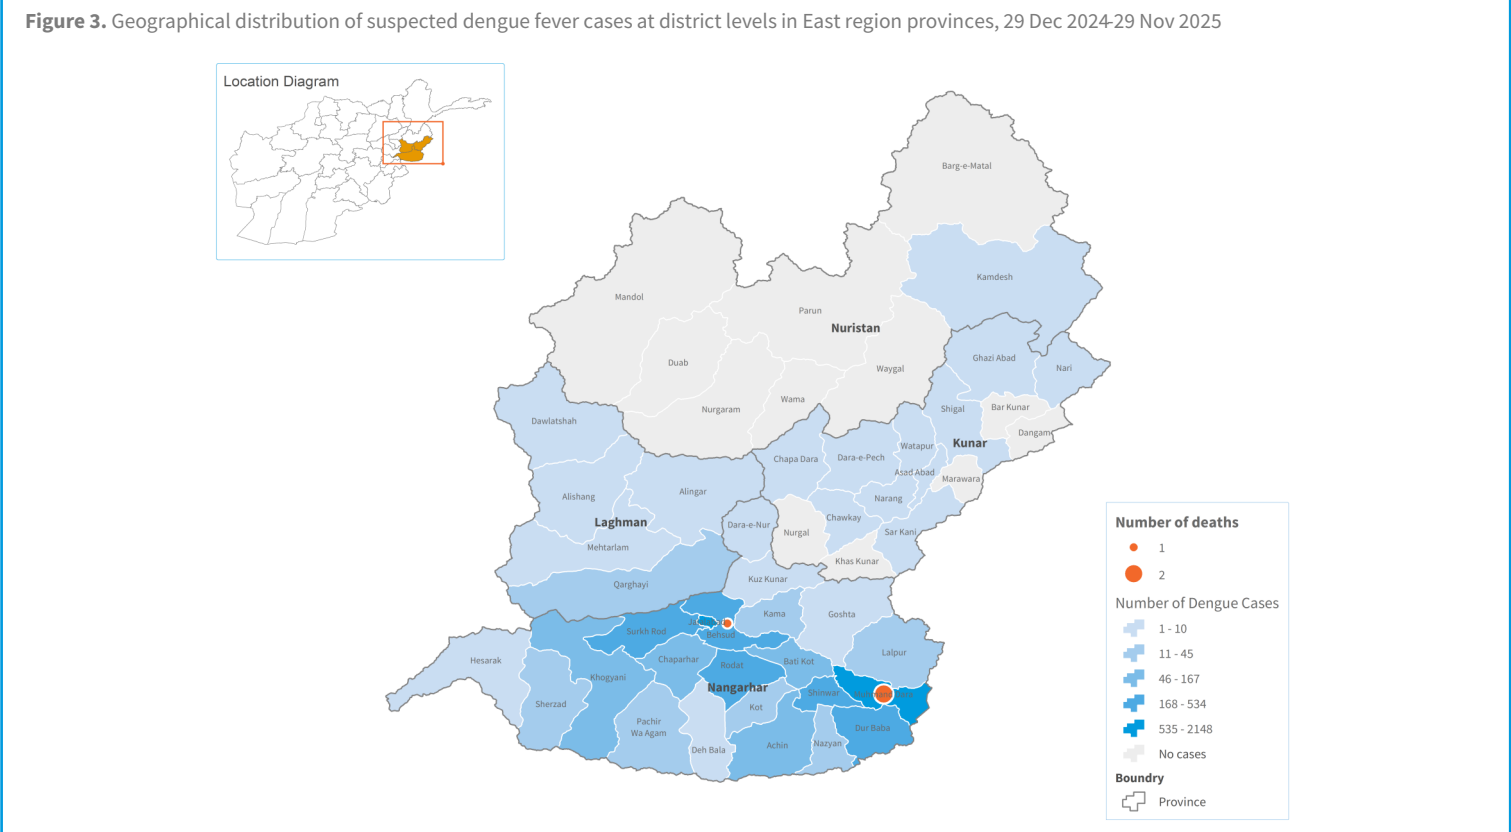 Figure 3. Geographical distribution of suspected dengue fever cases at district levels in East region provinces, 29 Dec 2024-29 Nov 2025
Location Diagram
Barg-e-Matal
Kamdesh
Mandol
Parun
Nuristan
Ghazi Abad
Duab
Waygal
Nari
Wama
Nurgaram
Shigal
Bar Kunar
Dawlatshah
Dangam
Kunar
Watapur
Chapa Dara
Dara-e-Pech
Asad Abad
Marawara
Alishang
Alingar
Narang
Laghman
Dara-e-Nur
Chawkay
Nurgal
Sar Kani
Mehtarlam
Khas Kunar
Qarghayi
Kuz Kunar
Kama
Goshta
Surkh Rod
Behsud
Hesarak
Chaparhar
Rodat
Bati Kot
Lalpur
Khogyani
Nangarhar
Shinwar
Sherzad
Kot
Pachir
Wa Agam
Dur Baba
Deh Bala
Achin
Nazyan
Number of deaths
1
2
Number of Dengue Cases
1 - 10
11 - 45
46 - 167
168 - 534
535 - 2148
No cases
Boundry
Province